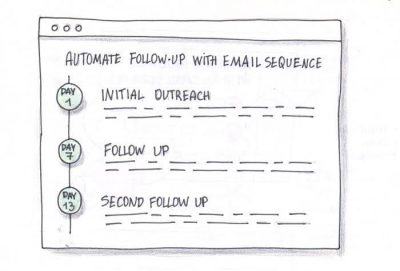 AUTOMATE FOLLOW-UP WITH EMAIL SEQUENCE
DAY
1
INITIAL OUTREACH
DAY
7
FOLLOW UP
DAY
13
SECOND FOLLOW UP